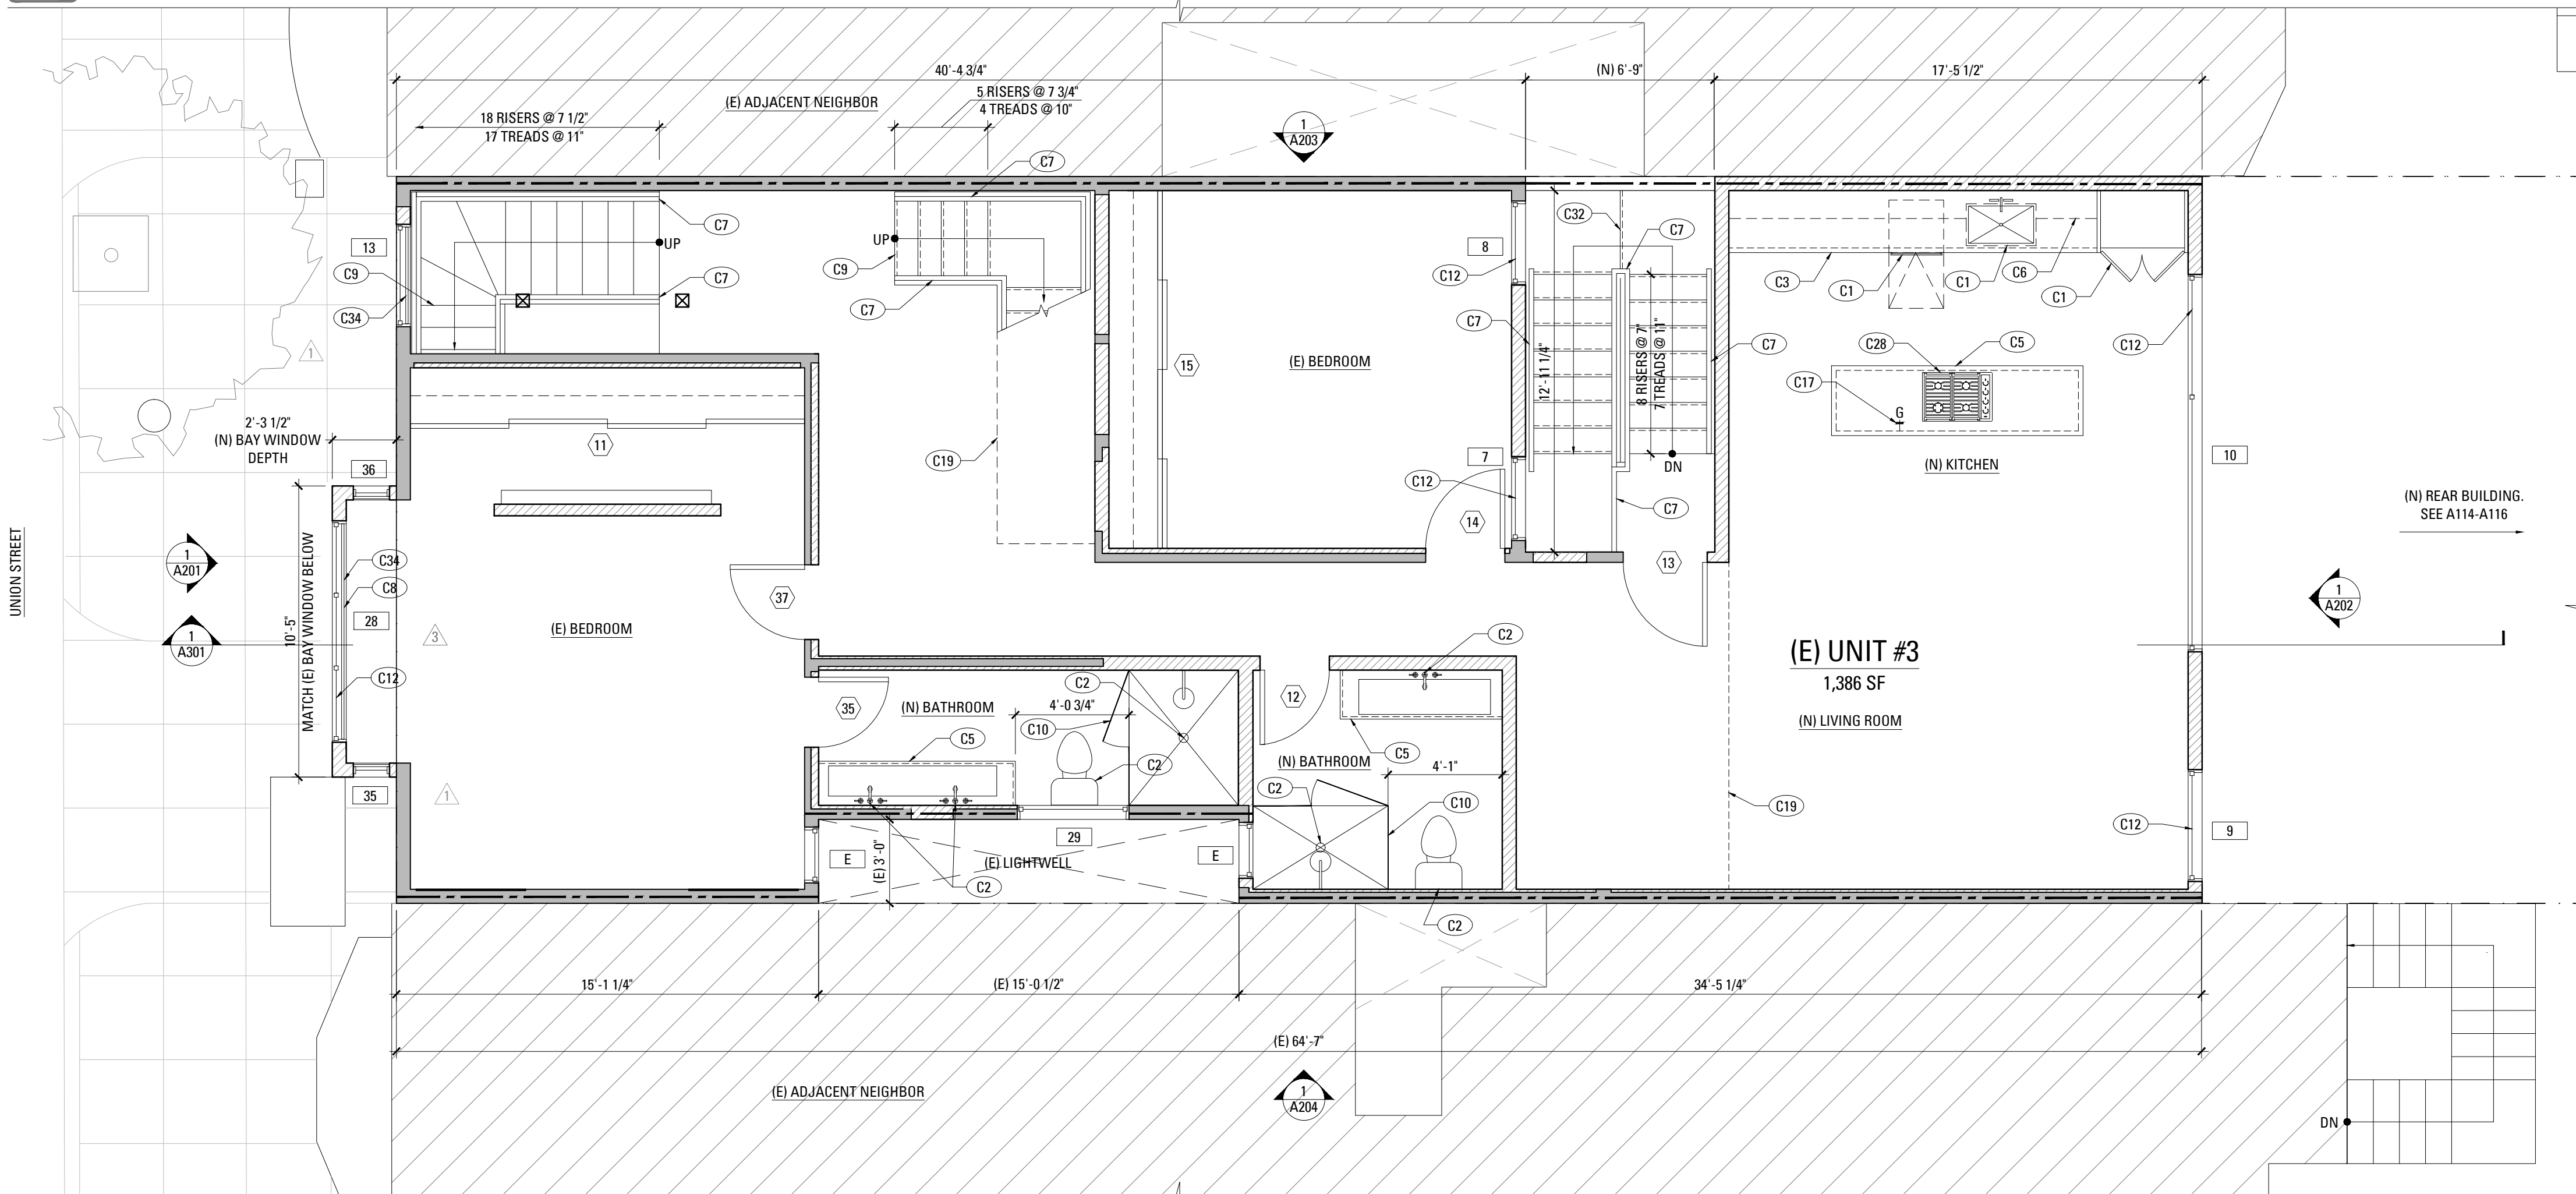 40'-4 3/4"
(N) 6'-9"
17'-5 1/2"
(E) ADJACENT NEIGHBOR
5 RISERS @ 7 3/4"
4 TREADS @ 10"
18 RISERS @ 7 1/2"
17 TREADS @ 11"
1
A203
C7
C7
UP
C7
13
C9
C34
1
UP
C9
C7
C19
15
(E) BEDROOM
8
C12
C7
7
C12
14
C32
C7
12'-11 1/4"
8 RISERS @ 7"
7 TREADS @ 11"
C7
DN
C7
13
C3
C1
C1
C6
C1
C12
C28
C5
C17
G
(N) KITCHEN
10
(N) REAR BUILDING.
SEE A114-A116
1
A202
2'-3 1/2"
(N) BAY WINDOW
DEPTH
36
11
UNION STREET
1
A201
1
A301
10'-5"
MATCH (E) BAY WINDOW BELOW
C34
C8
28
3
C12
35
1
(E) BEDROOM
37
35
(N) BATHROOM
4'-0 3/4"
C2
C10
C5
C2
12
C2
C5
(N) BATHROOM
4'-1"
C2
C10
(E) UNIT #3
1,386 SF
(N) LIVING ROOM
C19
C12
9
E
(E) 3'-0"
29
(E) LIGHTWELL
C2
E
C2
15'-1 1/4"
(E) 15'-0 1/2"
34'-5 1/4"
(E) 64'-7"
(E) ADJACENT NEIGHBOR
1
A204
DN